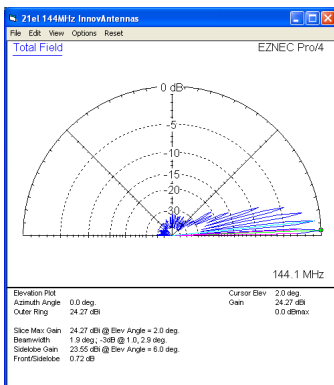 21el 144MHz InnovAntennas
File Edit View Options Reset
Total Field EZNEC Pro/4
0 dB
-5
-10
-15
-20
-30
144.1 MHz
Elevation Plot Cursor Elev 2.0 deg.
Azimuth Angle 0.0 deg. Gain 24.27 dBi
Outer Ring 24.27 dBi 0.0 dBmax
Slice Max Gain 24.27 dBi @ Elev Angle = 2.0 deg.
Beamwidth 1.9 deg.; -3dB @ 1.0, 2.9 deg.
Sidelobe Gain 23.55 dBi @ Elev Angle = 6.0 deg.
Front/Sidelobe 0.72 dB